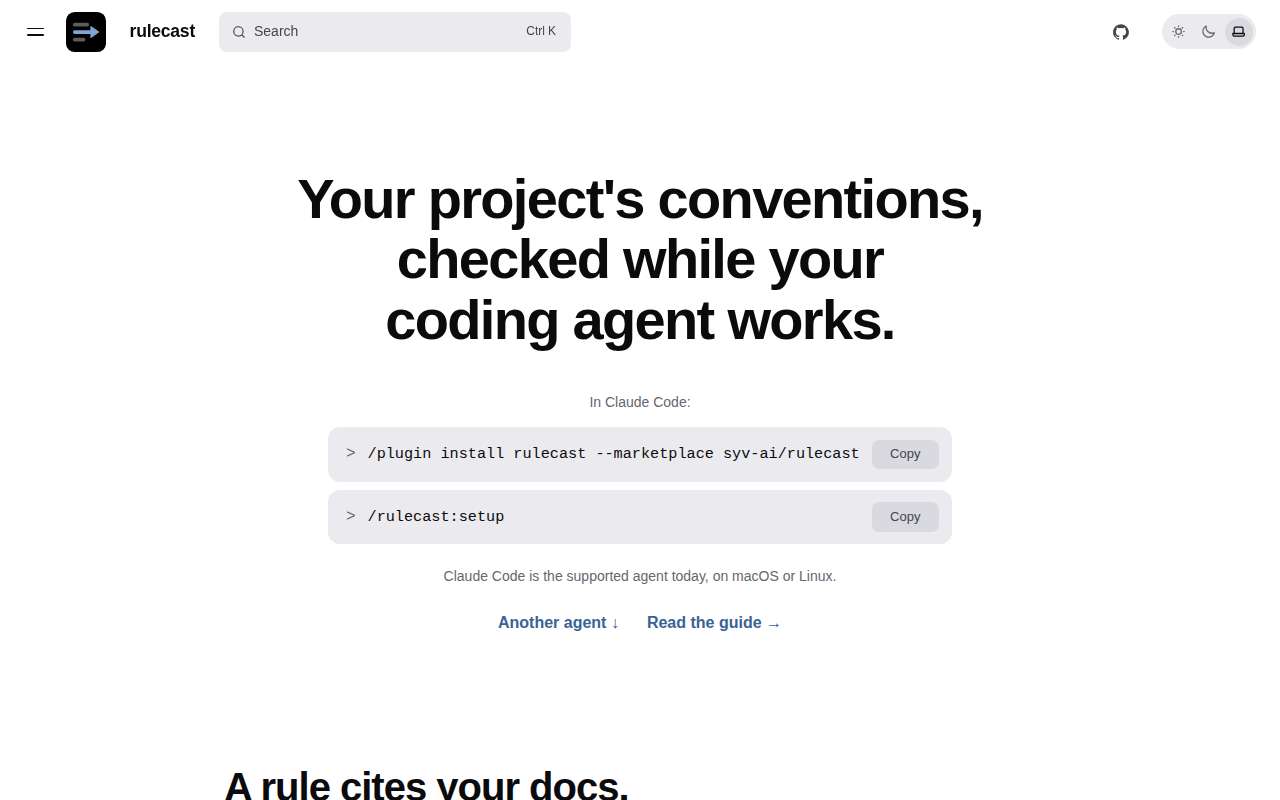 rulecast
Search
Ctrl K
Your project's conventions,
checked while your
coding agent works.
In Claude Code:
> /plugin install rulecast --marketplace syv-ai/rulecast
Copy
> /rulecast:setup
Copy
Claude Code is the supported agent today, on macOS or Linux.
Another agent ↓
Read the guide →
A rule cites your docs.